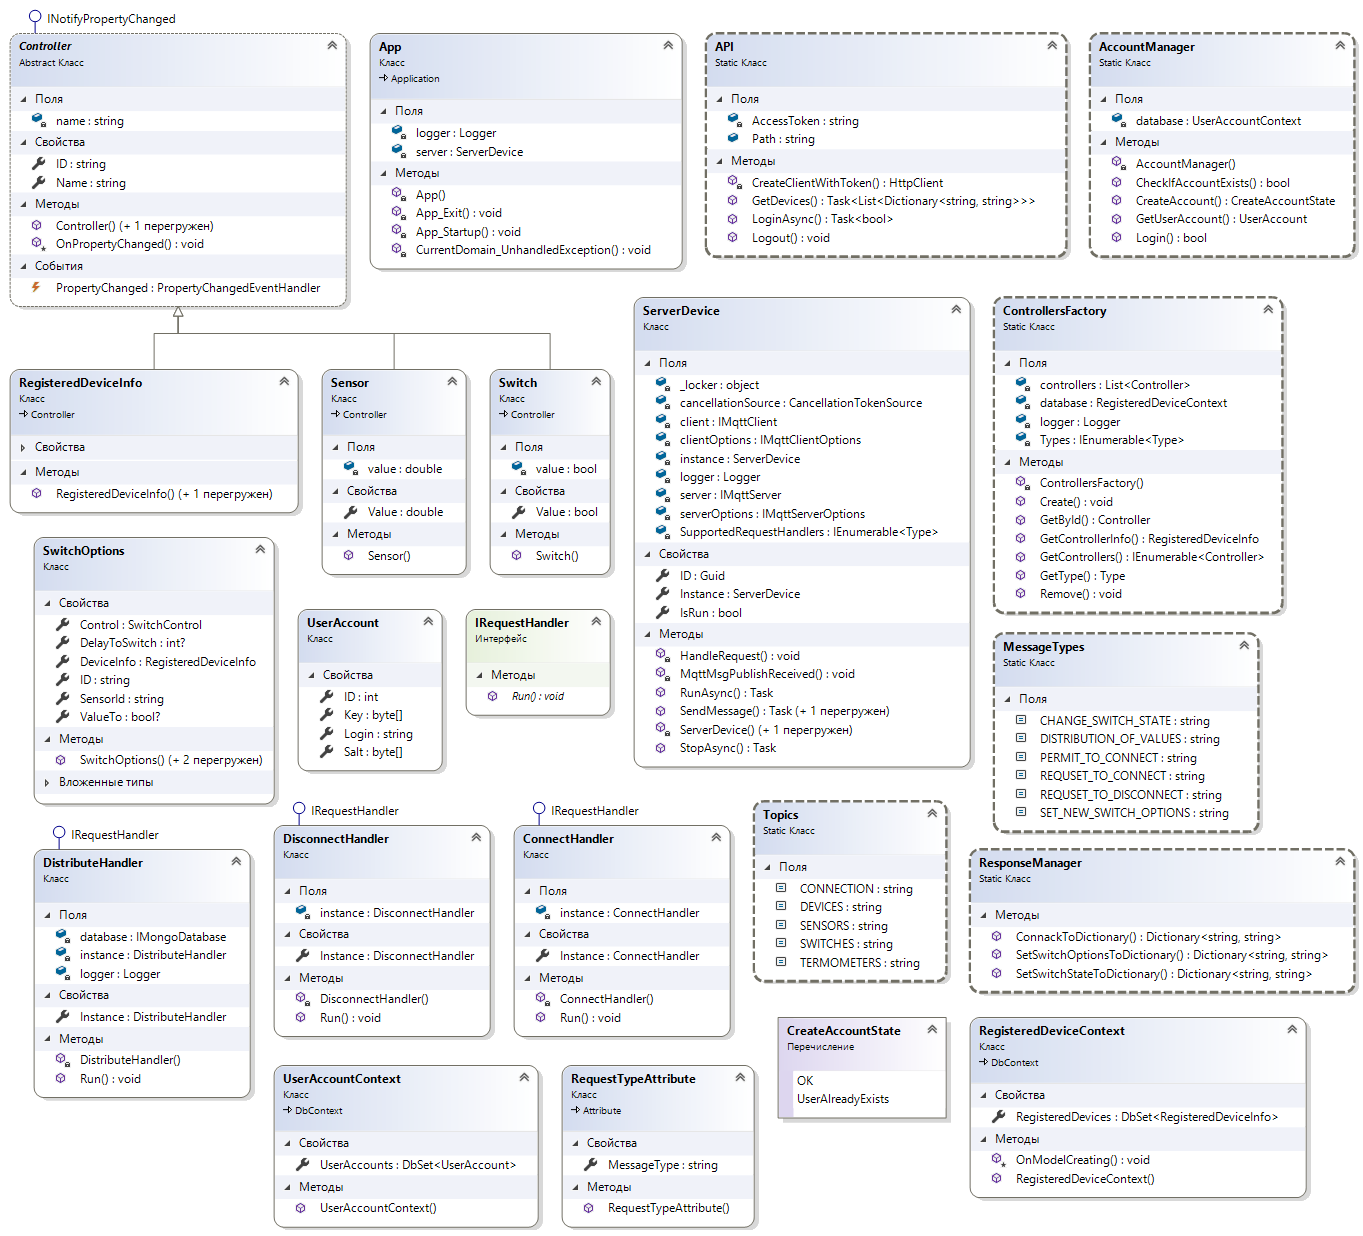 INotifyPropertyChanged
Controller
Abstract Класс
Поля
name : string
Свойства
ID : string
Name : string
Методы
Controller() (+ 1 перегружен)
OnPropertyChanged() : void
События
PropertyChanged : PropertyChangedEventHandler
App
Класс
Application
Поля
logger : Logger
server : ServerDevice
Методы
App()
App_Exit() : void
App_Startup() : void
CurrentDomain_UnhandledException() : void
API
Static Класс
Поля
AccessToken : string
Path : string
Методы
CreateClientWithToken() : HttpClient
GetDevices() : Task<List<Dictionary<string, string>>>
LoginAsync() : Task<bool>
Logout() : void
AccountManager
Static Класс
Поля
database : UserAccountContext
Методы
AccountManager()
CheckIfAccountExists() : bool
CreateAccount() : CreateAccountState
GetUserAccount() : UserAccount
Login() : bool
RegisteredDeviceInfo
Класс
Controller
Свойства
Методы
RegisteredDeviceInfo() (+ 1 перегружен)
Sensor
Класс
Controller
Поля
value : double
Свойства
Value : double
Методы
Sensor()
Switch
Класс
Controller
Поля
value : bool
Свойства
Value : bool
Методы
Switch()
ServerDevice
Класс
Поля
_locker : object
cancellationSource : CancellationTokenSource
client : IMqttClient
clientOptions : IMqttClientOptions
instance : ServerDevice
logger : Logger
server : IMqttServer
serverOptions : IMqttServerOptions
SupportedRequestHandlers : IEnumerable<Type>
Свойства
ID : Guid
Instance : ServerDevice
IsRun : bool
Методы
HandleRequest() : void
MqttMsgPublishReceived() : void
RunAsync() : Task
SendMessage() : Task (+ 1 перегружен)
ServerDevice() (+ 1 перегружен)
StopAsync() : Task
ControllersFactory
Static Класс
Поля
controllers : List<Controller>
database : RegisteredDeviceContext
logger : Logger
Types : IEnumerable<Type>
Методы
ControllersFactory()
Create() : void
GetById() : Controller
GetControllerInfo() : RegisteredDeviceInfo
GetControllers() : IEnumerable<Controller>
GetType() : Type
Remove() : void
SwitchOptions
Класс
Свойства
Control : SwitchControl
DelayToSwitch : int?
DeviceInfo : RegisteredDeviceInfo
ID : string
SensorId : string
ValueTo : bool?
Методы
SwitchOptions() (+ 2 перегружен)
Вложенные типы
UserAccount
Класс
Свойства
ID : int
Key : byte[]
Login : string
Salt : byte[]
IRequestHandler
Интерфейс
Методы
Run() : void
MessageTypes
Static Класс
Поля
CHANGE_SWITCH_STATE : string
DISTRIBUTION_OF_VALUES : string
PERMIT_TO_CONNECT : string
REQUSET_TO_CONNECT : string
REQUSET_TO_DISCONNECT : string
SET_NEW_SWITCH_OPTIONS : string
IRequestHandler
DistributeHandler
Класс
Поля
database : IMongoDatabase
instance : DistributeHandler
logger : Logger
Свойства
Instance : DistributeHandler
Методы
DistributeHandler()
Run() : void
IRequestHandler
DisconnectHandler
Класс
Поля
instance : DisconnectHandler
Свойства
Instance : DisconnectHandler
Методы
DisconnectHandler()
Run() : void
IRequestHandler
ConnectHandler
Класс
Поля
instance : ConnectHandler
Свойства
Instance : ConnectHandler
Методы
ConnectHandler()
Run() : void
Topics
Static Класс
Поля
CONNECTION : string
DEVICES : string
SENSORS : string
SWITCHES : string
TERMOMETERS : string
ResponseManager
Static Класс
Методы
ConnackToDictionary() : Dictionary<string, string>
SetSwitchOptionsToDictionary() : Dictionary<string, string>
SetSwitchStateToDictionary() : Dictionary<string, string>
UserAccountContext
Класс
DbContext
Свойства
UserAccounts : DbSet<UserAccount>
Методы
UserAccountContext()
RequestTypeAttribute
Класс
Attribute
Свойства
MessageType : string
Методы
RequestTypeAttribute()
CreateAccountState
Перечисление
OK
UserAlreadyExists
RegisteredDeviceContext
Класс
DbContext
Свойства
RegisteredDevices : DbSet<RegisteredDeviceInfo>
Методы
OnModelCreating() : void
RegisteredDeviceContext()